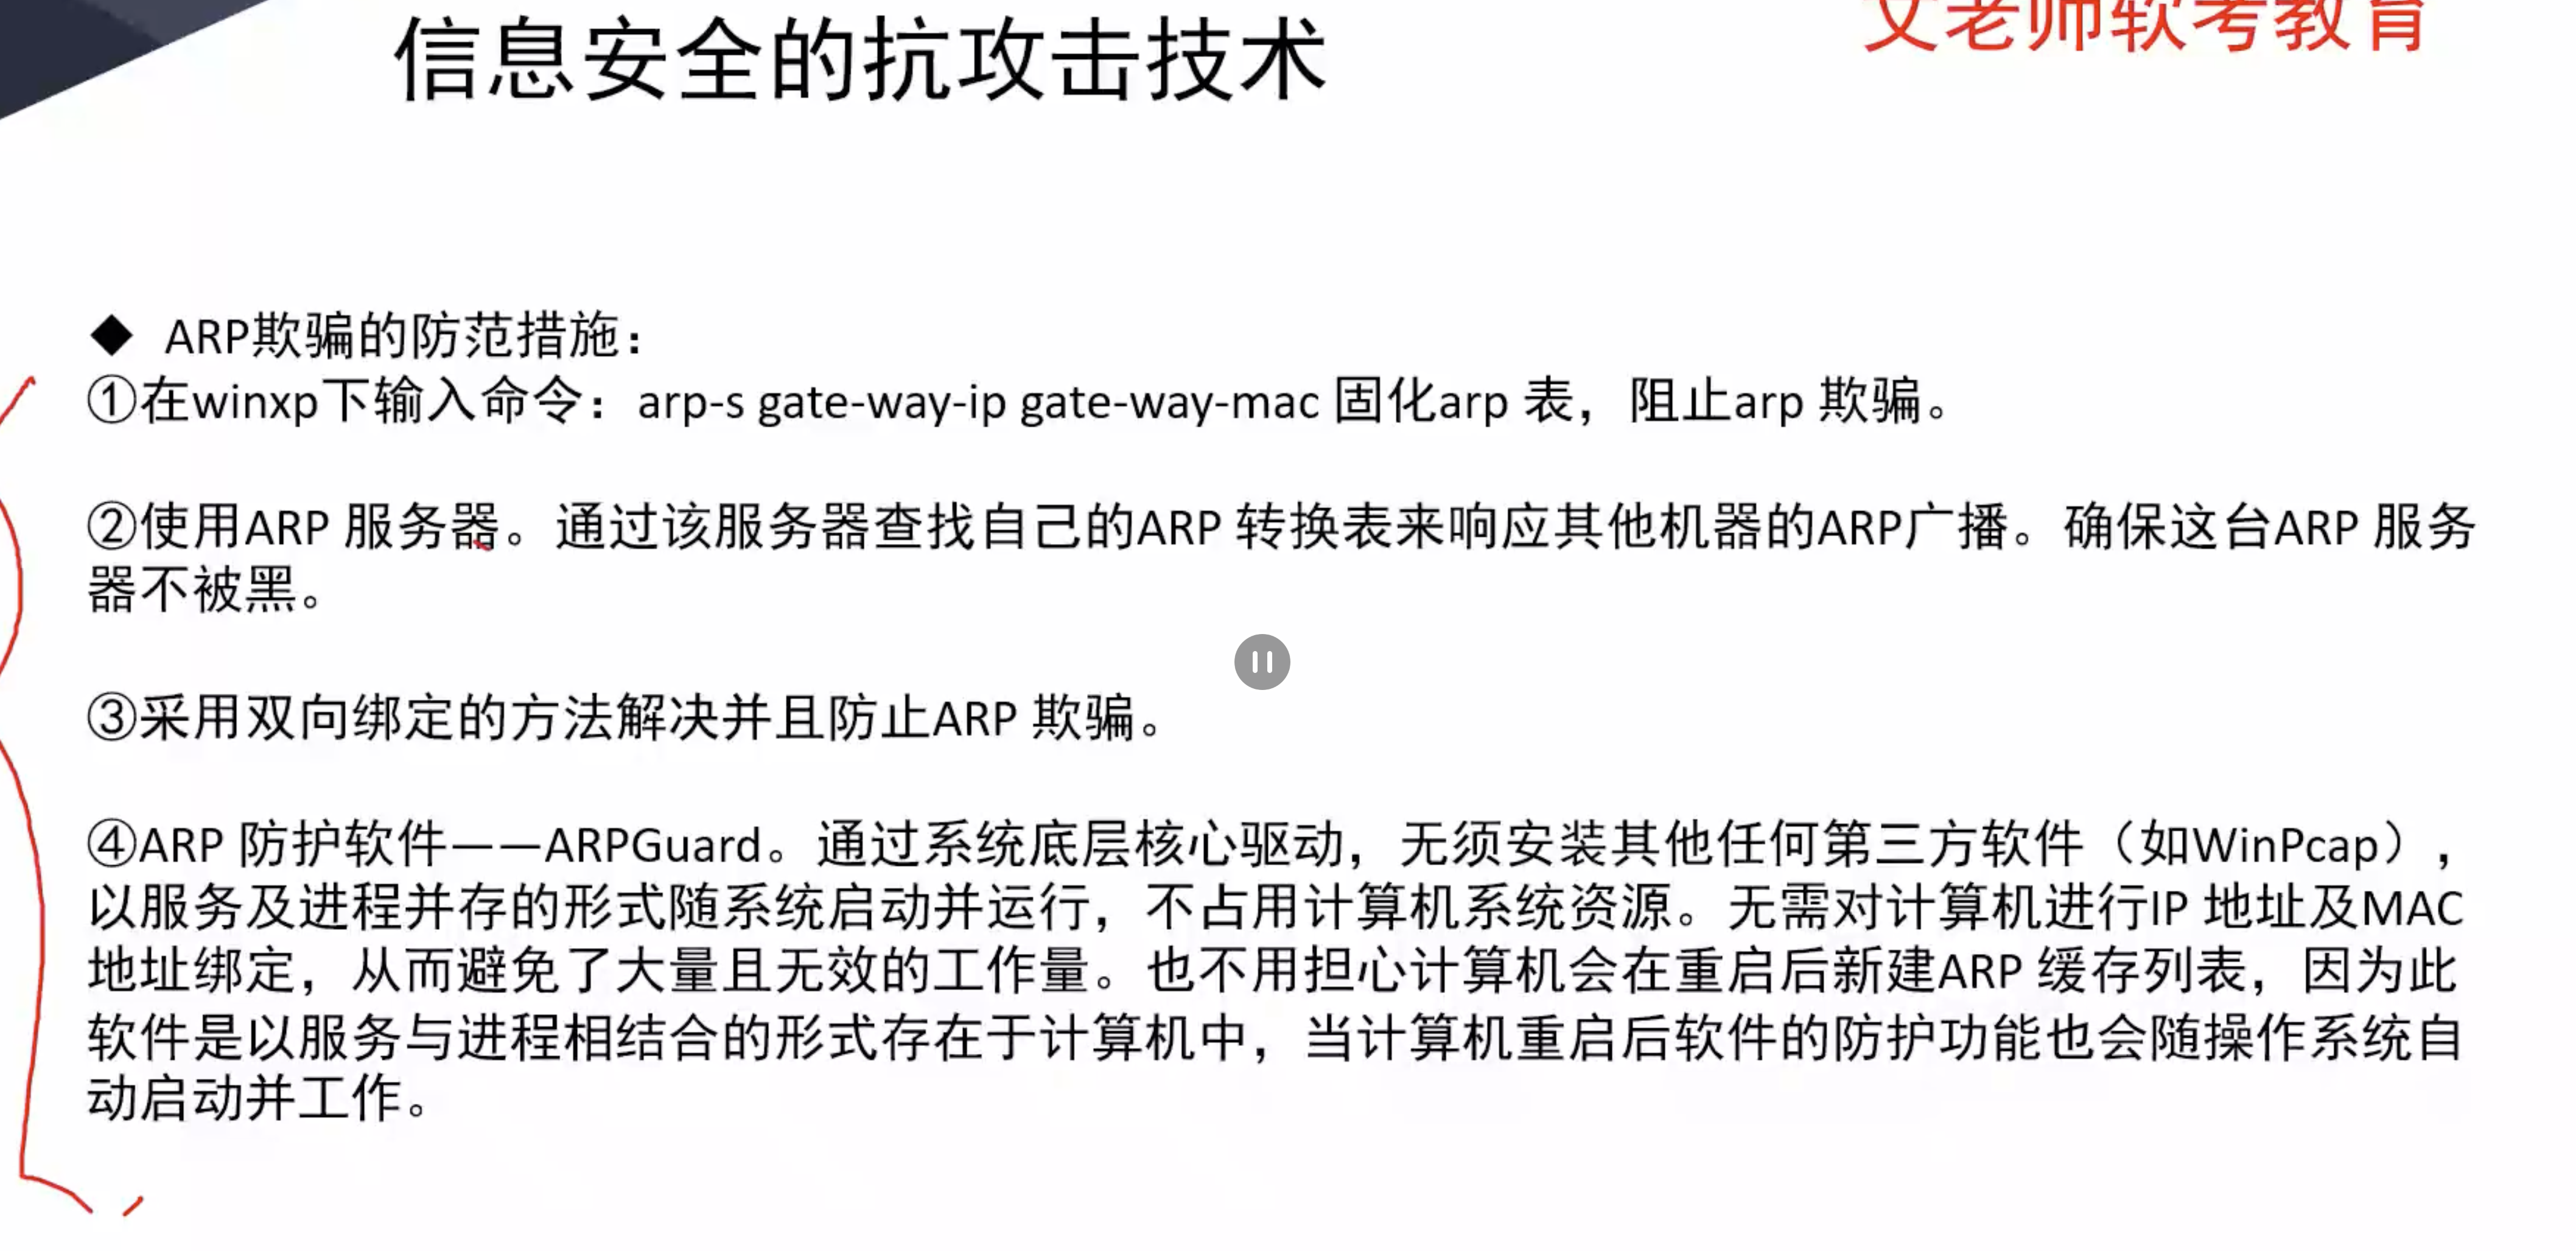 信息安全的抗攻击技术
文老师软考教育
◆ ARP欺骗的防范措施：
①在winxp下输入命令：arp-s gate-way-ip gate-way-mac 固化arp 表，阻止arp 欺骗。
②使用ARP 服务器。通过该服务器查找自己的ARP 转换表来响应其他机器的ARP广播。确保这台ARP 服务
器不被黑。
③采用双向绑定的方法解决并且防止ARP 欺骗。
④ARP 防护软件——ARPGuard。通过系统底层核心驱动，无须安装其他任何第三方软件（如WinPcap），
以服务及进程并存的形式随系统启动并运行，不占用计算机系统资源。无需对计算机进行IP 地址及MAC
地址绑定，从而避免了大量且无效的工作量。也不用担心计算机会在重启后新建ARP 缓存列表，因为此
软件是以服务与进程相结合的形式存在于计算机中，当计算机重启后软件的防护功能也会随操作系统自
动启动并工作。